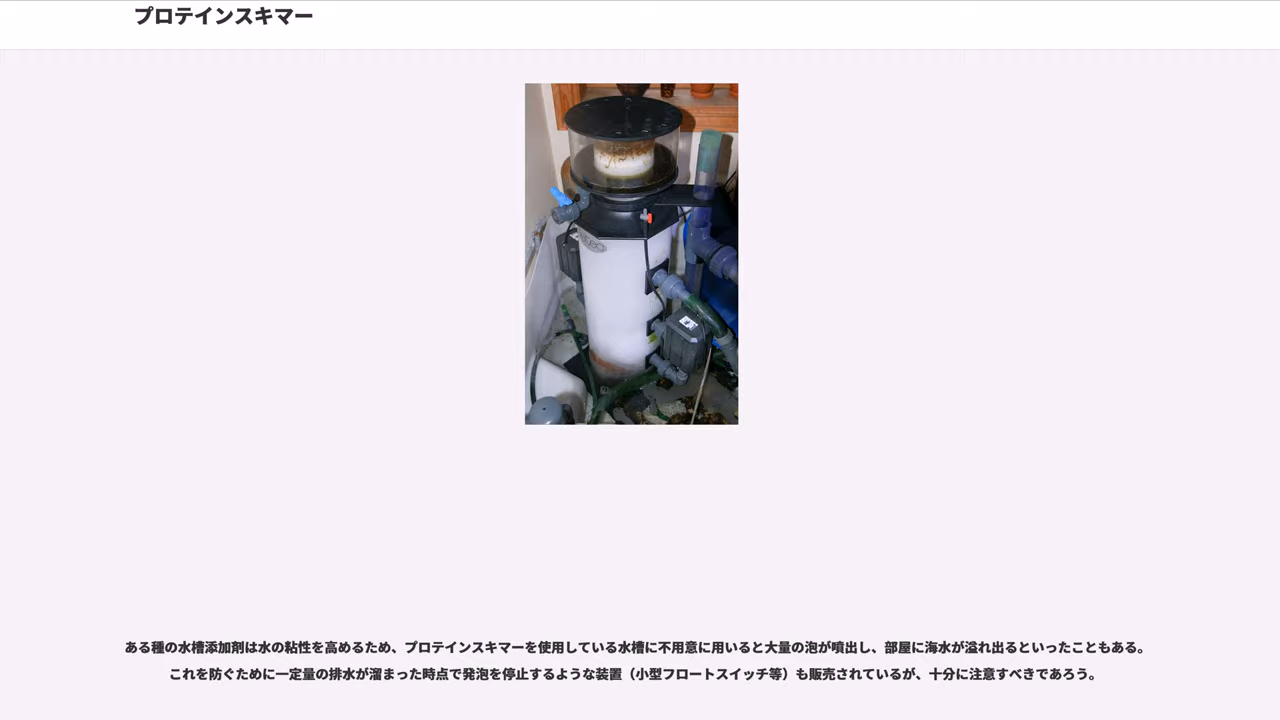 プロテインスキマー
ある種の水槽添加剤は水の粘性を高めるため、プロテインスキマーを使用している水槽に不用意に用いると大量の泡が噴出し、部屋に海水が溢れ出るといったこともある。
これを防ぐために一定量の排水が溜まった時点で発泡を停止するような装置（小型フロートスイッチ等）も販売されているが、十分に注意すべきであろう。